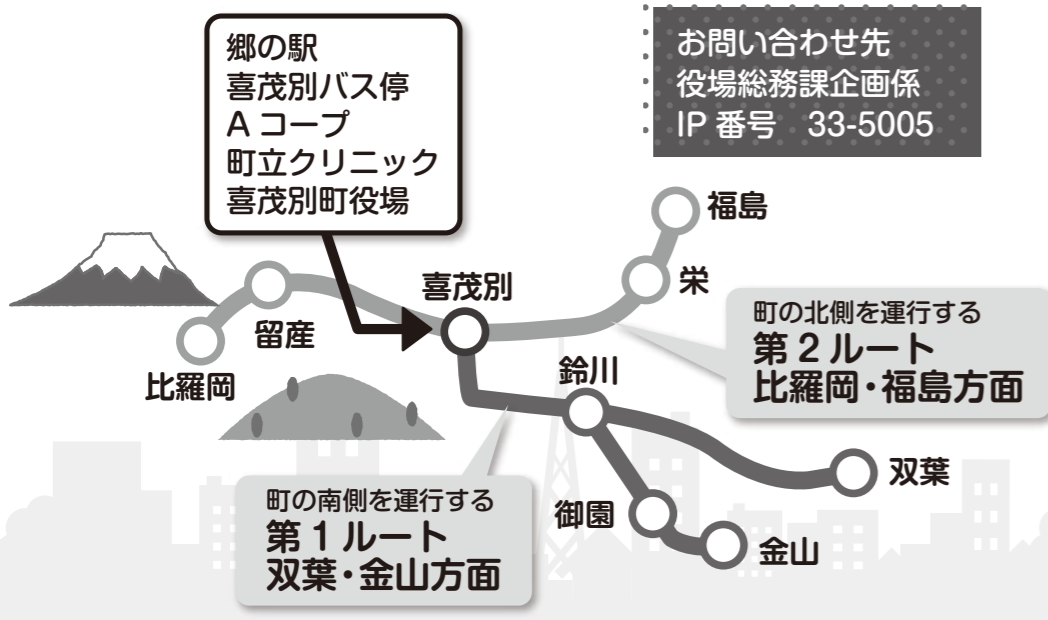 郷の駅
喜茂別バス停
A コープ
町立クリニック
喜茂別町役場
お問い合わせ先
役場総務課企画係
IP 番号　33-5005
福島
栄
喜茂別
留産
比羅岡
町の北側を運行する
第 2 ルート
比羅岡・福島方面
鈴川
双葉
御園
金山
町の南側を運行する
第 1 ルート
双葉・金山方面